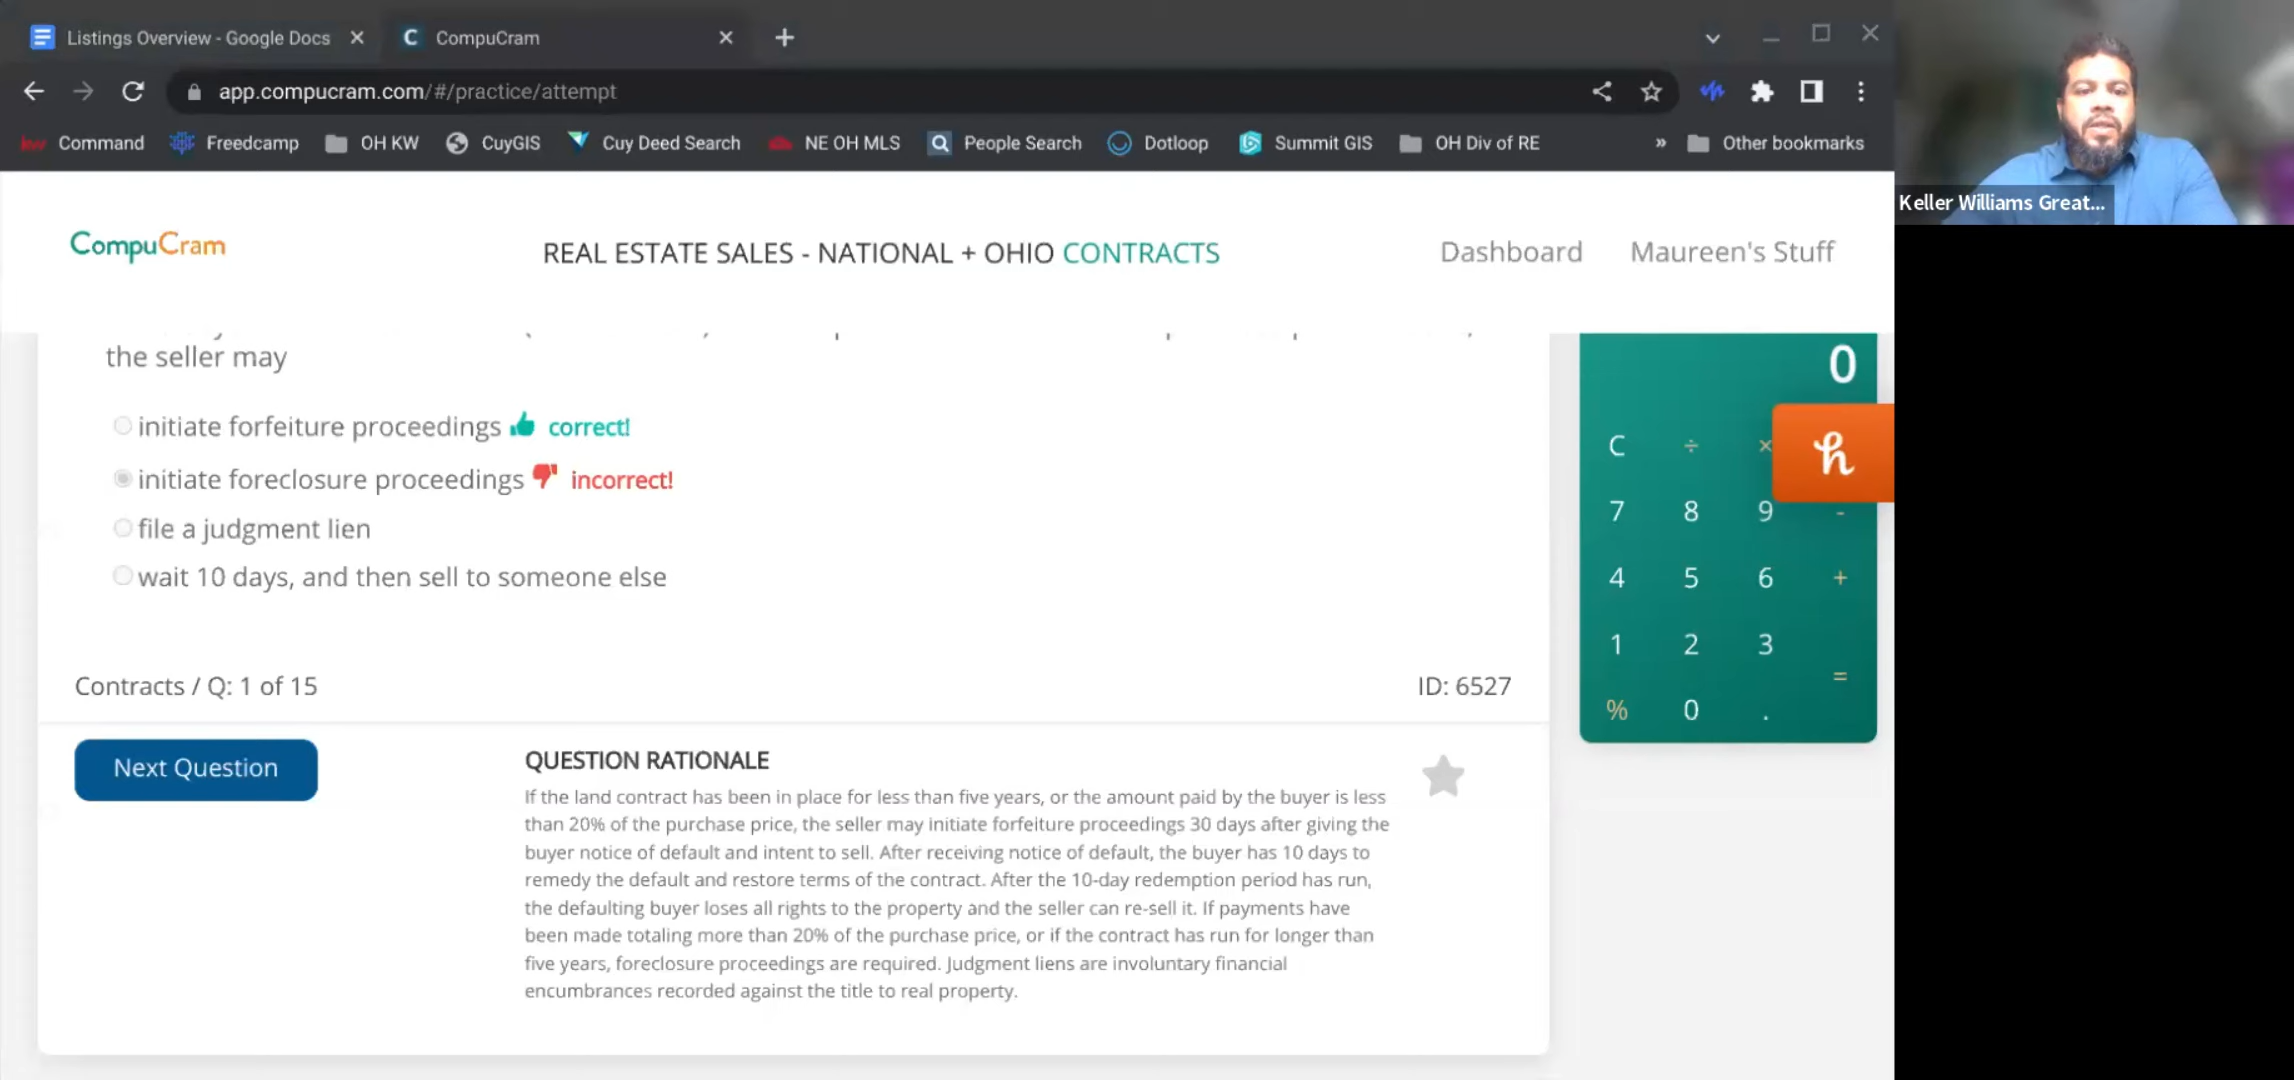 Listings Overview - Google Docs
CompuCram
app.compucram.com/#/practice/attempt
kw Command
Freedcamp
OH KW
CuyGIS
Cuy Deed Search
NE OH MLS
People Search
Dotloop
Summit GIS
OH Div of RE
»
Other bookmarks
Keller Williams Great...
CompuCram
REAL ESTATE SALES - NATIONAL + OHIO CONTRACTS
Dashboard
Maureen's Stuff
the seller may
initiate forfeiture proceedings correct!
initiate foreclosure proceedings incorrect!
file a judgment lien
wait 10 days, and then sell to someone else
Contracts / Q: 1 of 15
ID: 6527
Next Question
QUESTION RATIONALE
If the land contract has been in place for less than five years, or the amount paid by the buyer is less
than 20% of the purchase price, the seller may initiate forfeiture proceedings 30 days after giving the
buyer notice of default and intent to sell. After receiving notice of default, the buyer has 10 days to
remedy the default and restore terms of the contract. After the 10-day redemption period has run,
the defaulting buyer loses all rights to the property and the seller can re-sell it. If payments have
been made totaling more than 20% of the purchase price, or if the contract has run for longer than
five years, foreclosure proceedings are required. Judgment liens are involuntary financial
encumbrances recorded against the title to real property.
0
C ÷ ×
7 8 9 -
4 5 6 +
1 2 3
=
% 0 .
h